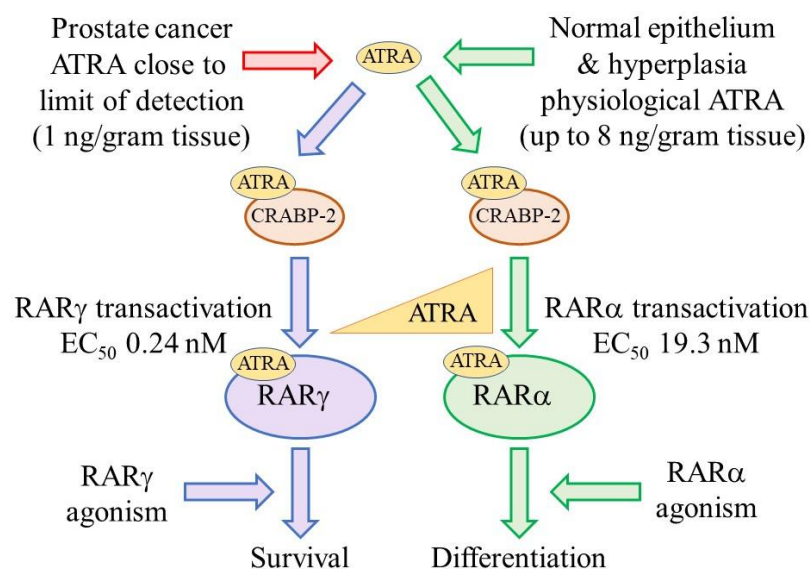 Prostate cancer
ATRA close to
limit of detection
(1 ng/gram tissue)
ATRA
Normal epithelium
& hyperplasia
physiological ATRA
(up to 8 ng/gram tissue)
ATRA
CRABP-2
ATRA
CRABP-2
RARγ transactivation
EC₅₀ 0.24 nM
ATRA
RARα transactivation
EC₅₀ 19.3 nM
ATRA
RARγ
ATRA
RARα
RARγ
agonism
RARα
agonism
Survival
Differentiation